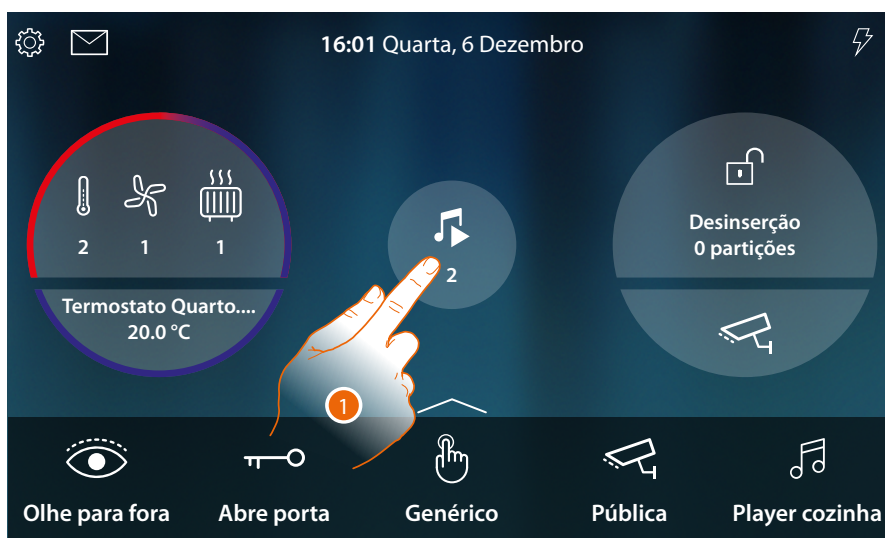 16:01 Quarta, 6 Dezembro
2 1 1
Termostato Quarto....
20.0 °C
2
Desinserção
0 partições
1
Olhe para fora Abre porta Genérico Pública Player cozinha